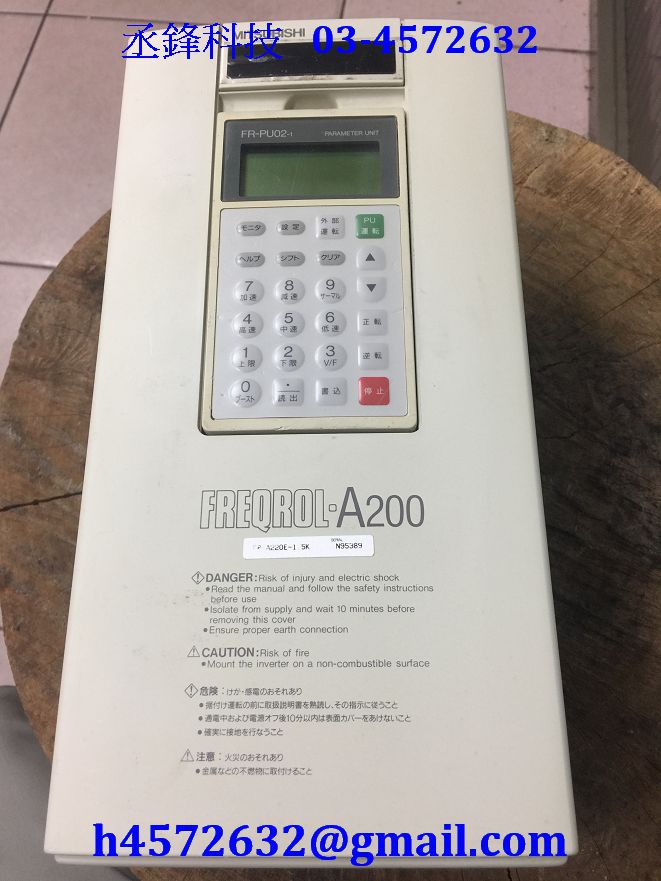 丞鋒科技 03-4572632
MITSUBISHI
FR-PU02-1 PARAMETER UNIT
モニタ 設定 外部運転 PU運転
ヘルプ シフト クリア ▲
7 加速 8 減速 9 サーマル ▼
4 高速 5 中速 6 低速 正転
1 上限 2 下限 3 V/F 逆転
0 ブースト · 読出 書込 停止
FREQROL-A200
A220E-1.5K SERIAL N95389
DANGER: Risk of injury and electric shock
• Read the manual and follow the safety instructions
before use
• Isolate from supply and wait 10 minutes before
removing this cover
• Ensure proper earth connection
CAUTION: Risk of fire
• Mount the inverter on a non-combustible surface
危険：けが・感電のおそれあり
• 据付け運転の前に取扱説明書を熟読し、その指示に従うこと
• 通電中および電源オフ後10分以内は表面カバーをあけないこと
• 確実に接地を行なうこと
注意：火災のおそれあり
• 金属などの不燃物に取付けること
h4572632@gmail.com